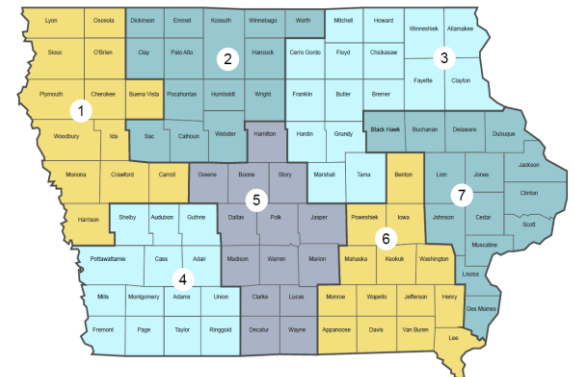 Lyon Osceola Dickinson Emmet Kossuth Winnebago Worth Mitchell Howard Winneshiek Allamakee
Sioux O'Brien Clay Palo Alto 2 Hancock Cerro Gordo Floyd Chickasaw 3
Plymouth Cherokee Buena Vista Pocahontas Humboldt Wright Franklin Butler Bremer Fayette Clayton
1
Woodbury Ida Sac Calhoun Webster Hamilton Hardin Grundy Black Hawk Buchanan Delaware Dubuque
Monona Crawford Carroll Greene Boone Story Marshall Tama Benton Linn Jones Jackson
5 7 Clinton
Harrison Shelby Audubon Guthrie Dallas Polk Jasper Poweshiek Iowa Johnson Cedar Scott
6 Muscatine
Pottawattamie Cass Adair Madison Warren Marion Mahaska Keokuk Washington Louisa
4
Mills Montgomery Adams Union Clarke Lucas Monroe Wapello Jefferson Henry Des Moines
Fremont Page Taylor Ringgold Decatur Wayne Appanoose Davis Van Buren Lee